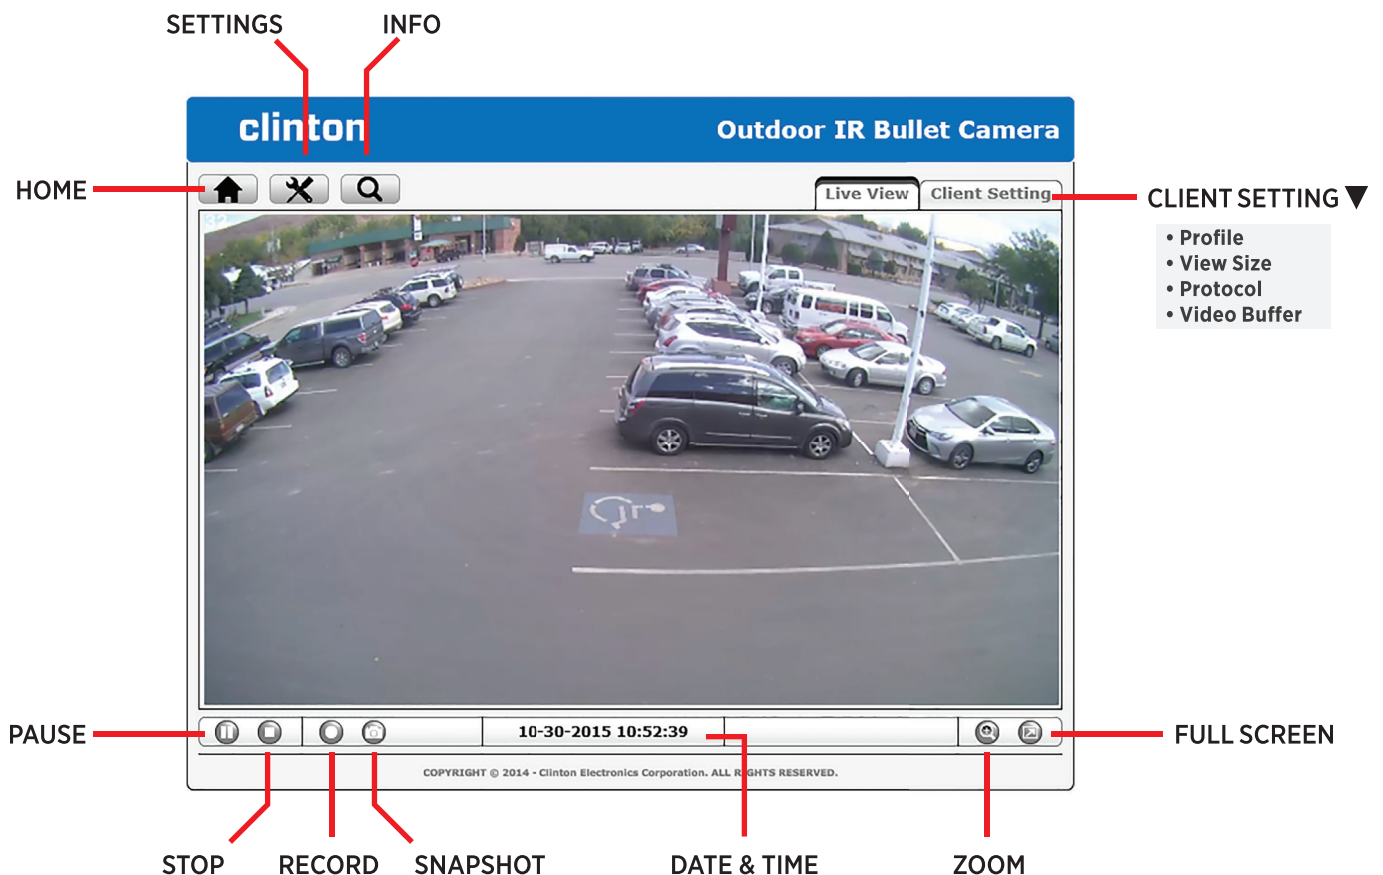 SETTINGS INFO
clinton Outdoor IR Bullet Camera
HOME
Live View Client Setting
CLIENT SETTING ▼
• Profile
• View Size
• Protocol
• Video Buffer
PAUSE
10-30-2015 10:52:39
FULL SCREEN
COPYRIGHT © 2014 - Clinton Electronics Corporation. ALL RIGHTS RESERVED.
STOP RECORD SNAPSHOT DATE & TIME ZOOM